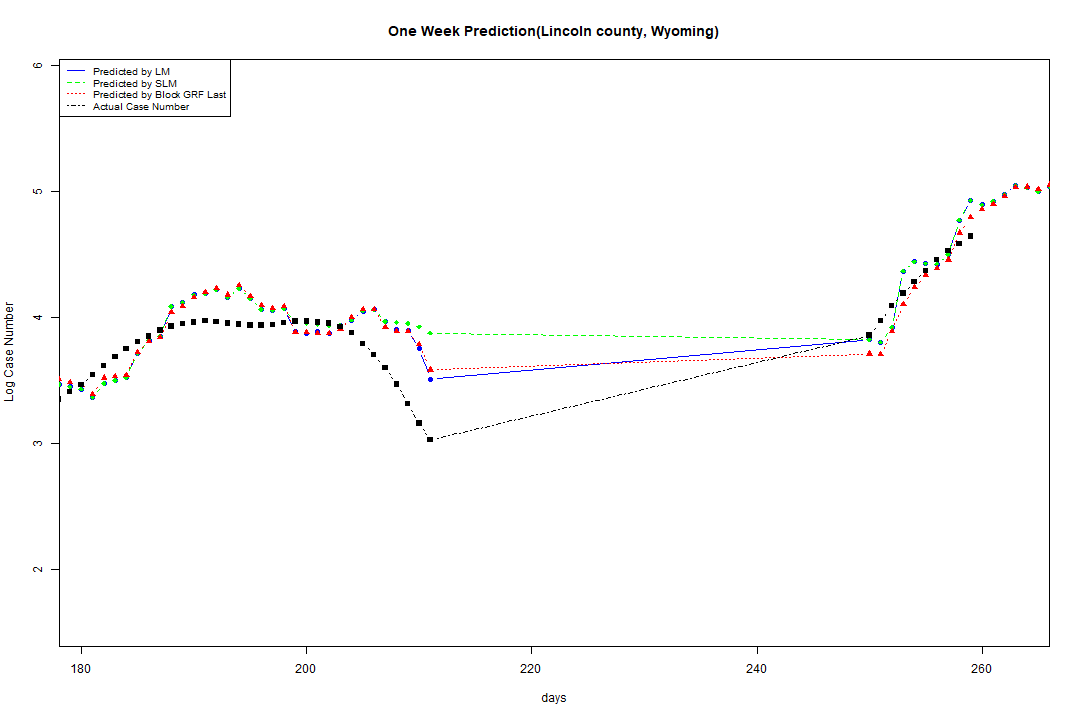 One Week Prediction(Lincoln county, Wyoming)
6
5
4
3
2
Log Case Number
Predicted by LM
Predicted by SLM
Predicted by Block GRF Last
Actual Case Number
180
200
220
240
260
days